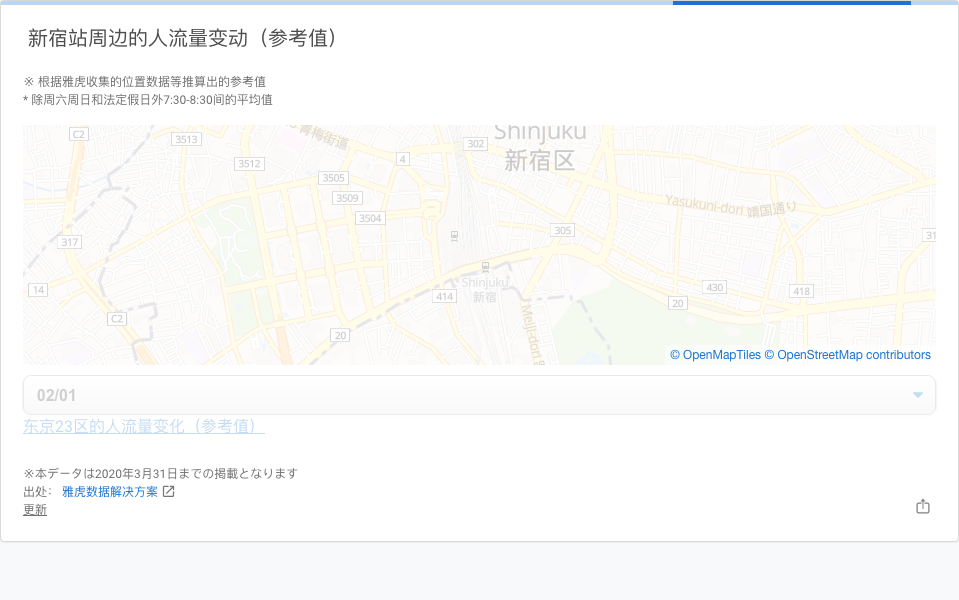 新宿站周边的人流量变动（参考值）
※ 根据雅虎收集的位置数据等推算出的参考值
* 除周六周日和法定假日外7:30-8:30间的平均值
Shinjuku
新宿区
青梅街道
C2
3513
302
4
3512
3505
3509
3504
Yasukuni-dori 靖国通り
305
317
31
14
Shinjuku
新宿
414
430
418
20
C2
20
Meiji-dori
© OpenMapTiles © OpenStreetMap contributors
02/01
东京23区的人流量变化（参考值）
※本データは2020年3月31日までの掲載となります
出处： 雅虎数据解决方案
更新